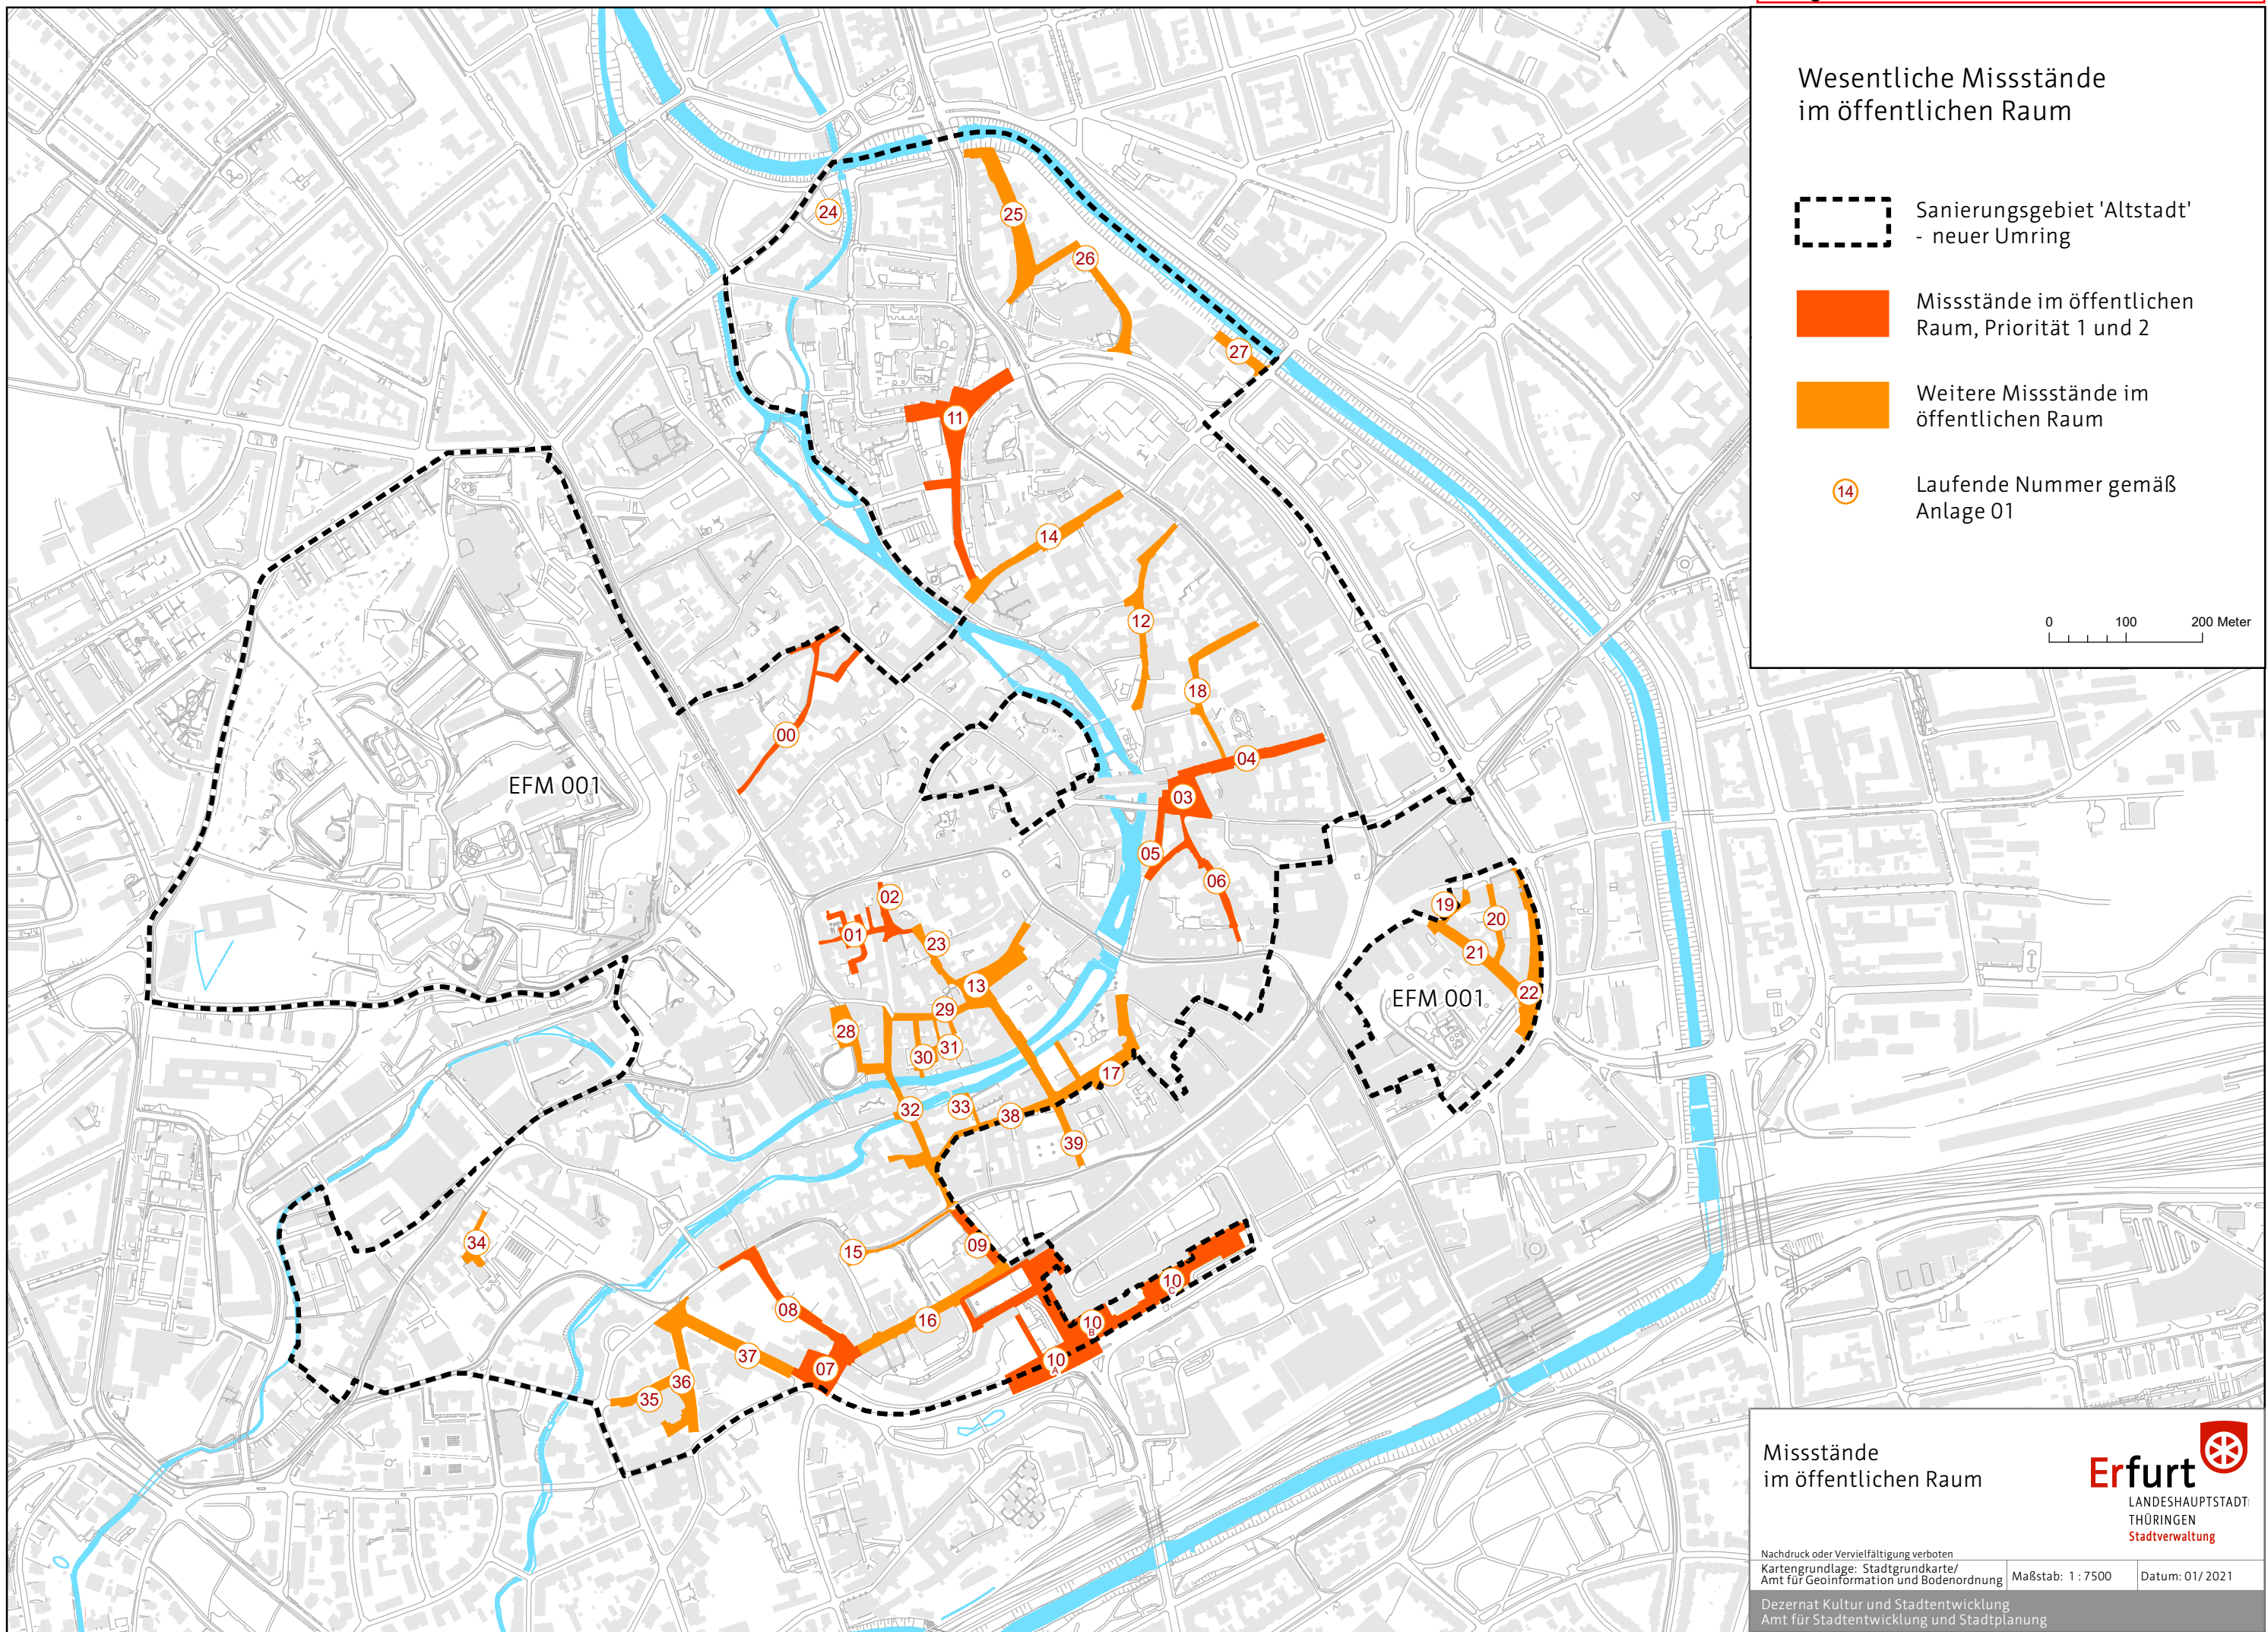 Wesentliche Missstände
im öffentlichen Raum
Sanierungsgebiet 'Altstadt'
- neuer Umring
Missstände im öffentlichen
Raum, Priorität 1 und 2
Weitere Missstände im
öffentlichen Raum
14
Laufende Nummer gemäß
Anlage 01
0 100 200 Meter
24
25
26
27
11
14
12
18
00
EFM 001
04
03
05
06
02
01
23
13
19
20
21
22
EFM 001
29
28
31
30
17
32
33
38
39
34
15
09
10
C
08
16
10
B
37
07
10
A
36
35
Missstände
im öffentlichen Raum
Erfurt
LANDESHAUPTSTADT
THÜRINGEN
Stadtverwaltung
Nachdruck oder Vervielfältigung verboten
Kartengrundlage: Stadtgrundkarte/
Amt für Geoinformation und Bodenordnung
Maßstab: 1 : 7500
Datum: 01/ 2021
Dezernat Kultur und Stadtentwicklung
Amt für Stadtentwicklung und Stadtplanung